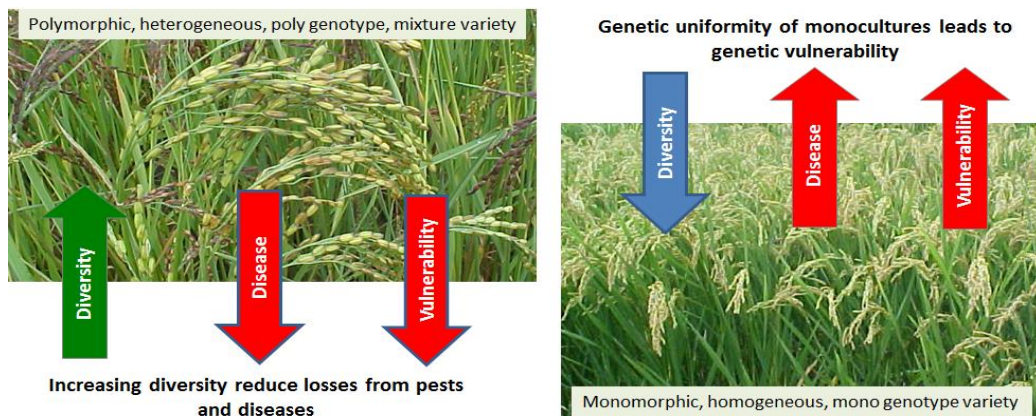 Polymorphic, heterogeneous, poly genotype, mixture variety
Diversity
Disease
Vulnerability
Increasing diversity reduce losses from pests
and diseases
Genetic uniformity of monocultures leads to
genetic vulnerability
Diversity
Disease
Vulnerability
Monomorphic, homogeneous, mono genotype variety